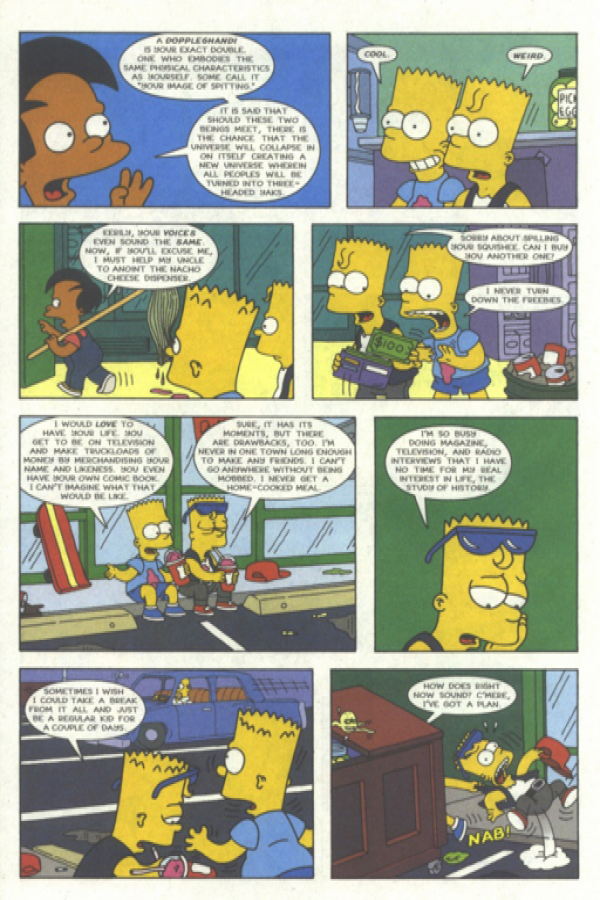 A DOPPLEGHANDI
IS YOUR EXACT DOUBLE.
ONE WHO EMBODIES THE
SAME PHYSICAL CHARACTERISTICS
AS YOURSELF. SOME CALL IT
"YOUR IMAGE OF SPITTING."
IT IS SAID THAT
SHOULD THESE TWO
BEINGS MEET, THERE IS
THE CHANCE THAT THE
UNIVERSE WILL COLLAPSE IN
ON ITSELF CREATING A
NEW UNIVERSE WHEREIN
ALL PEOPLES WILL BE
TURNED INTO THREE-
HEADED YAKS.
COOL.
WEIRD.
PICK
EGG
EERILY, YOUR VOICES
EVEN SOUND THE SAME.
NOW, IF YOU'LL EXCUSE ME,
I MUST HELP MY UNCLE
TO ANOINT THE NACHO
CHEESE DISPENSER.
SORRY ABOUT SPILLING
YOUR SQUISHEE. CAN I BUY
YOU ANOTHER ONE?
I NEVER TURN
DOWN THE FREEBIES.
$100
I WOULD LOVE TO
HAVE YOUR LIFE. YOU
GET TO BE ON TELEVISION
AND MAKE TRUCKLOADS OF
MONEY BY MERCHANDISING YOUR
NAME AND LIKENESS. YOU EVEN
HAVE YOUR OWN COMIC BOOK.
I CAN'T IMAGINE WHAT THAT
WOULD BE LIKE.
SURE, IT HAS ITS
MOMENTS, BUT THERE
ARE DRAWBACKS, TOO. I'M
NEVER IN ONE TOWN LONG ENOUGH
TO MAKE ANY FRIENDS. I CAN'T
GO ANYWHERE WITHOUT BEING
MOBBED. I NEVER GET A
HOME-COOKED MEAL.
I'M SO BUSY
DOING MAGAZINE,
TELEVISION, AND RADIO
INTERVIEWS THAT I HAVE
NO TIME FOR MY REAL
INTEREST IN LIFE, THE
STUDY OF HISTORY.
SOMETIMES I WISH
I COULD TAKE A BREAK
FROM IT ALL AND JUST
BE A REGULAR KID FOR
A COUPLE OF DAYS.
HOW DOES RIGHT
NOW SOUND? C'MERE,
I'VE GOT A PLAN.
NAB!